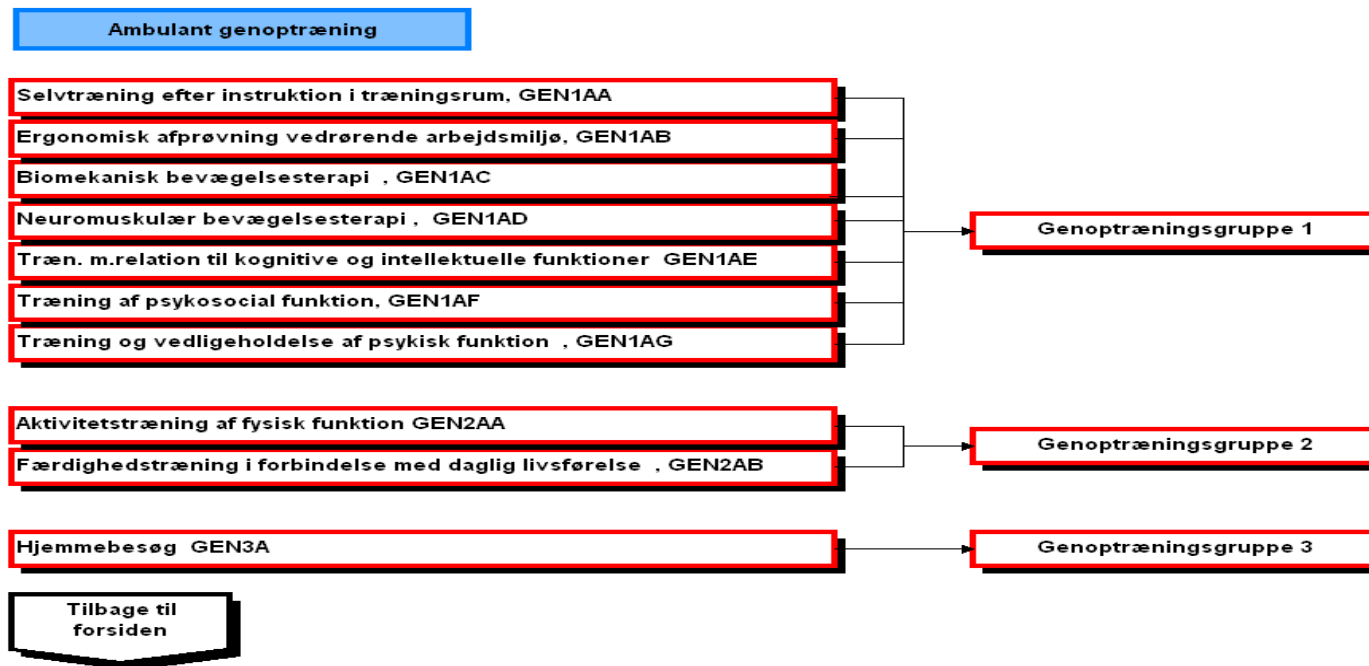 Ambulant genoptræning
Selvtræning efter instruktion i træningsrum, GEN1AA
Ergonomisk afprøvning vedrørende arbejdsmiljø, GEN1AB
Biomekanisk bevægelsesterapi , GEN1AC
Neuromuskulær bevægelsesterapi , GEN1AD
Genoptræningsgruppe 1
Træn. m.relation til kognitive og intellektuelle funktioner GEN1AE
Træning af psykosocial funktion, GEN1AF
Træning og vedligeholdelse af psykisk funktion , GEN1AG
Aktivitetstræning af fysisk funktion GEN2AA
Genoptræningsgruppe 2
Færdighedstræning i forbindelse med daglig livsførelse , GEN2AB
Hjemmebesøg GEN3A
Genoptræningsgruppe 3
Tilbage til
forsiden